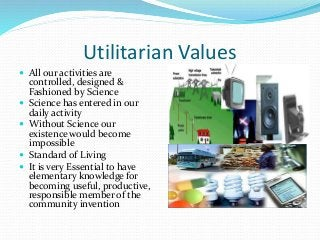 Utilitarian Values
All our activities are
controlled, designed &
Fashioned by Science
Science has entered in our
daily activity
Without Science our
existence would become
impossible
Standard of Living
It is very Essential to have
elementary knowledge for
becoming useful, productive,
responsible member of the
community invention